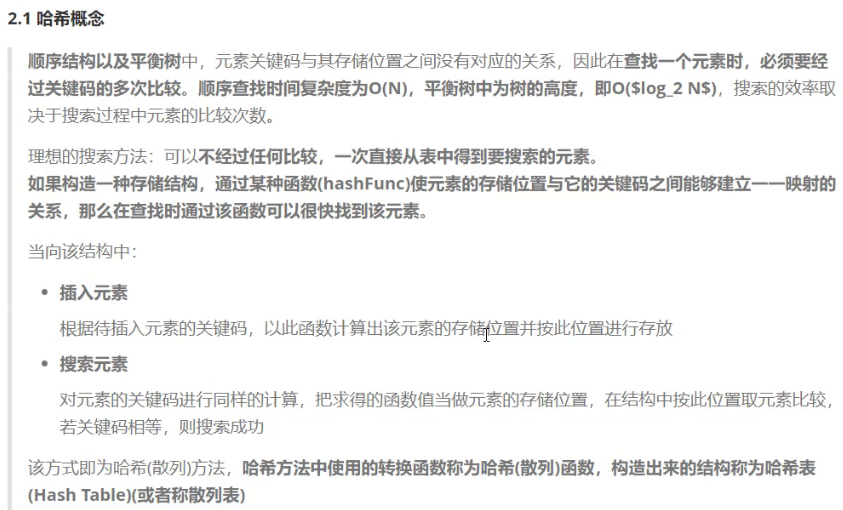 2.1 哈希概念
顺序结构以及平衡树中，元素关键码与其存储位置之间没有对应的关系，因此在查找一个元素时，必须要经
过关键码的多次比较。顺序查找时间复杂度为O(N)，平衡树中为树的高度，即O($log_2 N$)，搜索的效率取
决于搜索过程中元素的比较次数。
理想的搜索方法：可以不经过任何比较，一次直接从表中得到要搜索的元素。
如果构造一种存储结构，通过某种函数(hashFunc)使元素的存储位置与它的关键码之间能够建立一一映射的
关系，那么在查找时通过该函数可以很快找到该元素。
当向该结构中：
• 插入元素
根据待插入元素的关键码，以此函数计算出该元素的存储位置并按此位置进行存放
• 搜索元素
对元素的关键码进行同样的计算，把求得的函数值当做元素的存储位置，在结构中按此位置取元素比较，
若关键码相等，则搜索成功
该方式即为哈希(散列)方法，哈希方法中使用的转换函数称为哈希(散列)函数，构造出来的结构称为哈希表
(Hash Table)(或者称散列表)